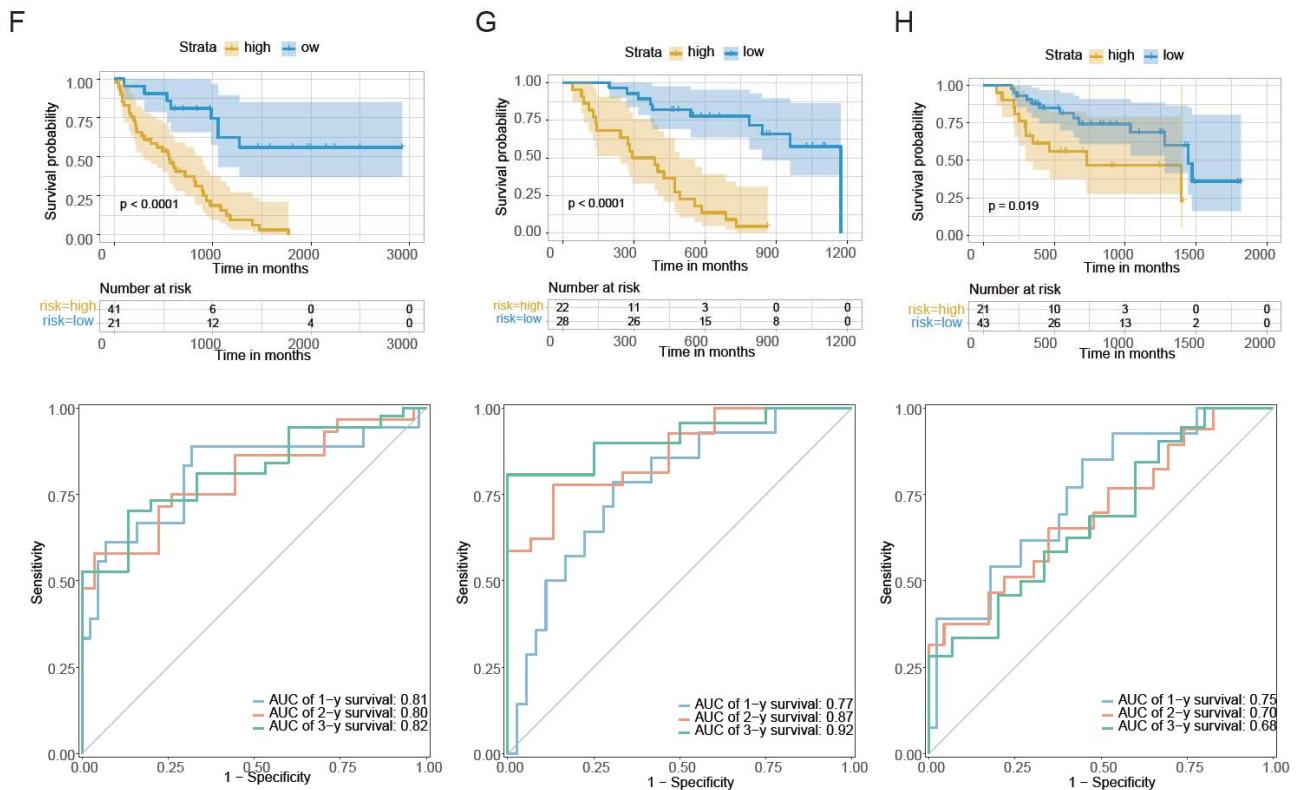 F
Strata high ow
1.00
0.75
0.50
0.25
0.00
Survival probability
p < 0.0001
0 1000 2000 3000
Time in months
Number at risk
risk=high 41 6 0 0
risk=low 21 12 4 0
0 1000 2000 3000
Time in months
G
Strata high low
1.00
0.75
0.50
0.25
0.00
Survival probability
p < 0.0001
0 300 600 900 1200
Time in months
Number at risk
risk=high 22 11 3 0 0
risk=low 28 26 15 8 0
0 300 600 900 1200
Time in months
H
Strata high low
1.00
0.75
0.50
0.25
0.00
Survival probability
p = 0.019
0 500 1000 1500 2000
Time in months
Number at risk
risk=high 21 10 3 0 0
risk=low 43 26 13 2 0
0 500 1000 1500 2000
Time in months
1.00
0.75
0.50
0.25
0.00
Sensitivity
AUC of 1-y survival: 0.81
AUC of 2-y survival: 0.80
AUC of 3-y survival: 0.82
0.00 0.25 0.50 0.75 1.00
1 - Specificity
1.00
0.75
0.50
0.25
0.00
Sensitivity
AUC of 1-y survival: 0.77
AUC of 2-y survival: 0.87
AUC of 3-y survival: 0.92
0.00 0.25 0.50 0.75 1.00
1 - Specificity
1.00
0.75
0.50
0.25
0.00
Sensitivity
AUC of 1-y survival: 0.75
AUC of 2-y survival: 0.70
AUC of 3-y survival: 0.68
0.00 0.25 0.50 0.75 1.00
1 - Specificity